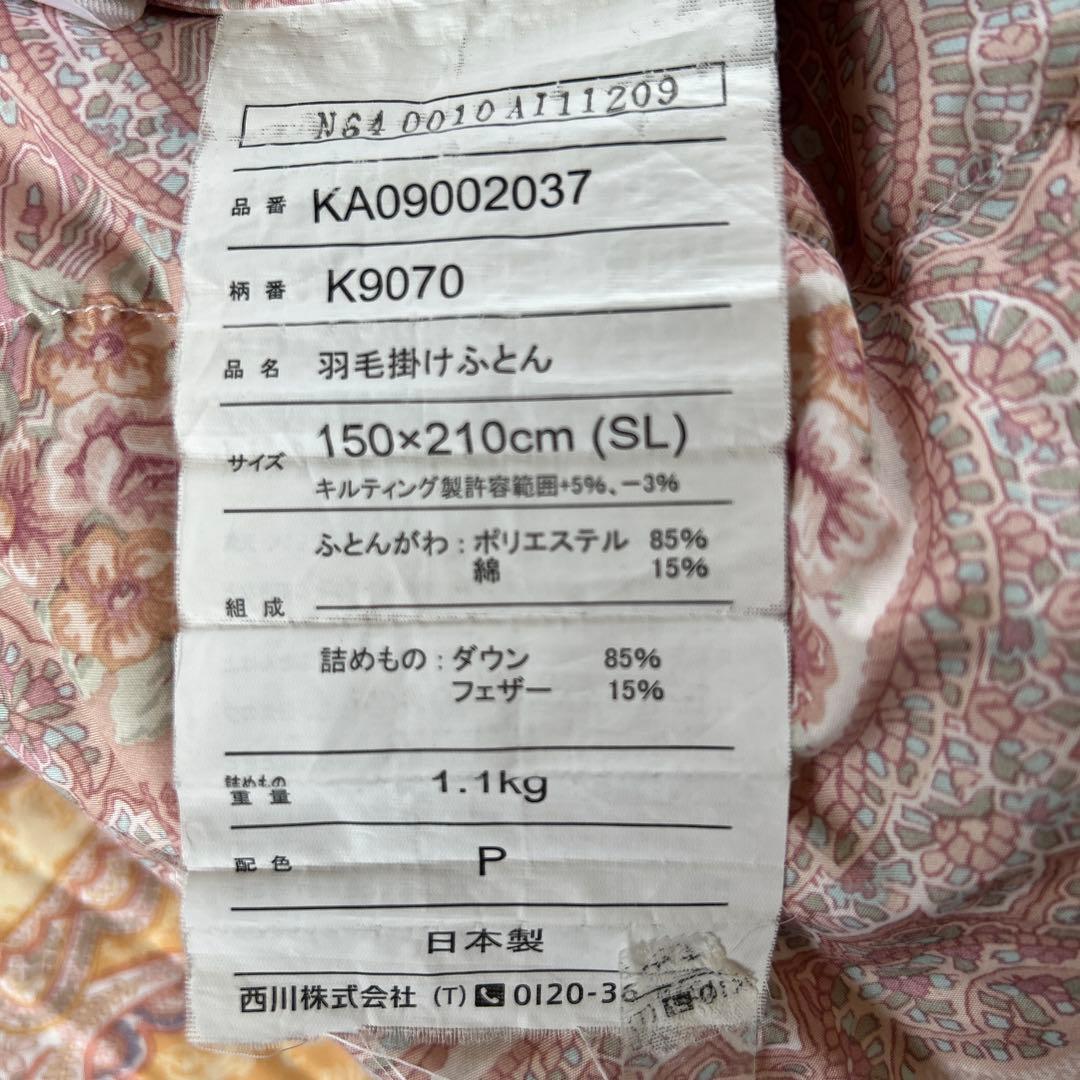 N64 0010AI11209
品番 KA09002037
柄番 K9070
品名 羽毛掛けふとん
サイズ 150×210cm (SL)
キルティング製許容範囲+5%、-3%
組成 ふとんがわ:ポリエステル 85%
綿 15%
詰めもの:ダウン 85%
フェザー 15%
詰めもの
重量 1.1kg
配色 P
日本製
西川株式会社 (T) 0120-36